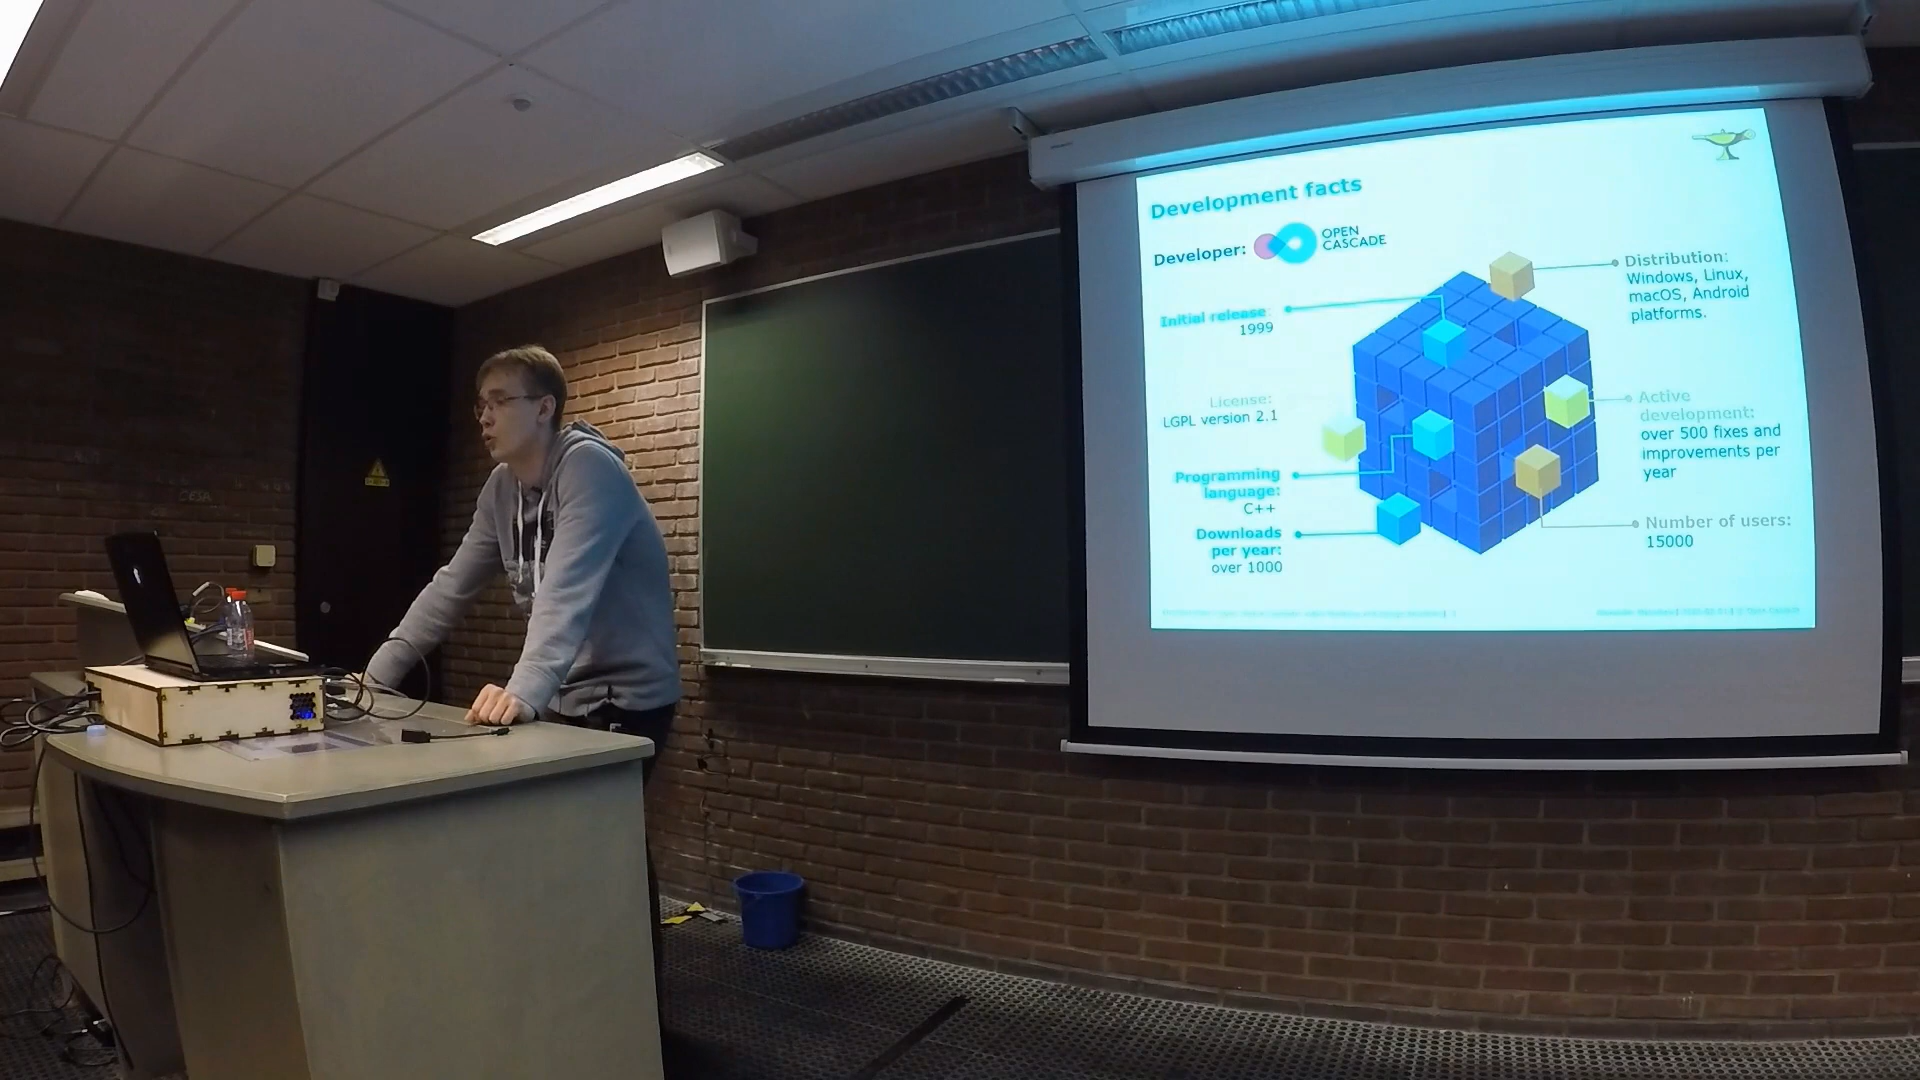 Development facts
Developer:
OPEN
CASCADE
Initial release:
1999
License:
LGPL version 2.1
Programming
language:
C++
Downloads
per year:
over 1000
Distribution:
Windows, Linux,
macOS, Android
platforms.
Active
development:
over 500 fixes and
improvements per
year
Number of users:
15000
CESA